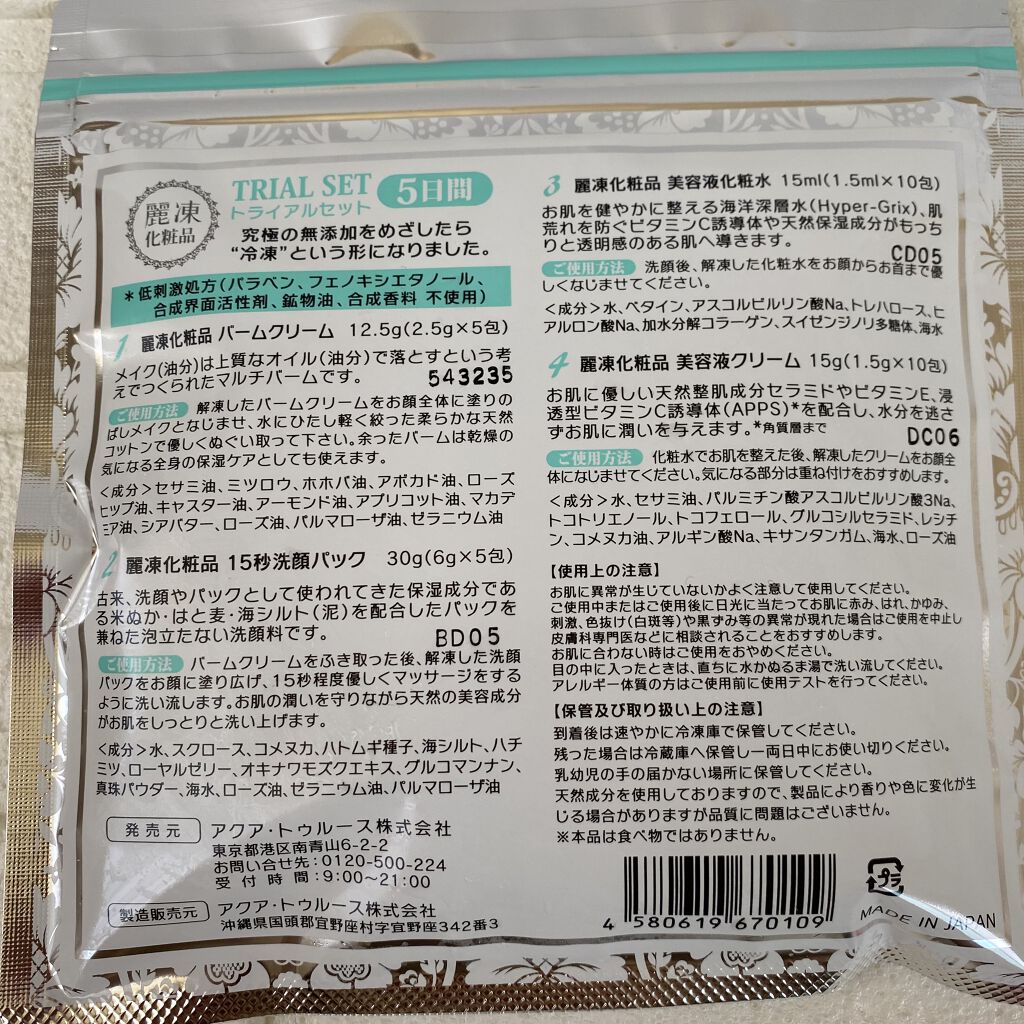 麗凍
化粧品
TRIAL SET
トライアルセット
5日間
究極の無添加をめざしたら
“冷凍”という形になりました。
*低刺激処方(パラベン、フェノキシエタノール、
合成界面活性剤、鉱物油、合成香料 不使用)
1 麗凍化粧品 バームクリーム 12.5g(2.5g×5包)
メイク(油分)は上質なオイル(油分)で落とすという考
えでつくられたマルチバームです。 543235
ご使用方法 解凍したバームクリームをお顔全体に塗りの
ばしメイクとなじませ、水にひたし軽く絞った柔らかな天然
コットンで優しくぬぐい取って下さい。余ったバームは乾燥の
気になる全身の保湿ケアとしても使えます。
<成分>セサミ油、ミツロウ、ホホバ油、アボカド油、ローズ
ヒップ油、キャスター油、アーモンド油、アプリコット油、マカデ
ミア油、シアバター、ローズ油、パルマローザ油、ゼラニウム油
2 麗凍化粧品 15秒洗顔パック 30g(6g×5包)
古来、洗顔やパックとして使われてきた保湿成分であ
る米ぬか・はと麦・海シルト(泥)を配合したパックを
兼ねた泡立たない洗顔料です。 BD05
ご使用方法 バームクリームをふき取った後、解凍した洗顔
パックをお顔に塗り広げ、15秒程度優しくマッサージをする
ように洗い流します。お肌の潤いを守りながら天然の美容成分
がお肌をしっとりと洗い上げます。
<成分>水、スクロース、コメヌカ、ハトムギ種子、海シルト、ハチ
ミツ、ローヤルゼリー、オキナワモズクエキス、グルコマンナン、
真珠パウダー、海水、ローズ油、ゼラニウム油、パルマローザ油
発売元 アクア・トゥルース株式会社
東京都港区南青山6-2-2
お問い合せ先:0120-500-224
受付時間:9:00~21:00
製造販売元 アクア・トゥルース株式会社
沖縄県国頭郡宜野座村字宜野座342番3
3 麗凍化粧品 美容液化粧水 15ml(1.5ml×10包)
お肌を健やかに整える海洋深層水(Hyper-Grix)、肌
荒れを防ぐビタミンC誘導体や天然保湿成分がもっち
りと透明感のある肌へ導きます。 CD05
ご使用方法 洗顔後、解凍した化粧水をお顔からお首まで優
しくなじませてください。
<成分>水、ベタイン、アスコルビルリン酸Na、トレハロース、ヒ
アルロン酸Na、加水分解コラーゲン、スイゼンジノリ多糖体、海水
4 麗凍化粧品 美容液クリーム 15g(1.5g×10包)
お肌に優しい天然整肌成分セラミドやビタミンE、浸
透型ビタミンC誘導体(APPS)*を配合し、水分を逃さ
ずお肌に潤いを与えます。*角質層まで DC06
ご使用方法 化粧水でお肌を整えた後、解凍したクリームをお顔全
体になじませてください。気になる部分は重ね付けをおすすめします。
<成分>水、セサミ油、パルミチン酸アスコルビルリン酸3Na、
トコトリエノール、トコフェロール、グルコシルセラミド、レシチ
ン、コメヌカ油、アルギン酸Na、キサンタンガム、海水、ローズ油
【使用上の注意】
お肌に異常が生じていないかよく注意して使用してください。
ご使用中またはご使用後に日光に当たってお肌に赤み、はれ、かゆみ、
刺激、色抜け(白斑等)や黒ずみ等の異常が現れた場合はご使用を中止し
皮膚科専門医などに相談されることをおすすめします。
お肌に合わない時はご使用をおやめください。
目の中に入ったときは、直ちに水かぬるま湯で洗い流してください。
アレルギー体質の方はご使用前に使用テストを行ってください。
【保管及び取り扱い上の注意】
到着後は速やかに冷凍庫で保管してください。
残った場合は冷蔵庫へ保管し一両日中にお使い切りください。
乳幼児の手の届かない場所に保管してください。
天然成分を使用しておりますので、製品により香りや色に変化が生
じる場合がありますが品質に問題はございません。
※本品は食べ物ではありません。
4 580619 670109
プラ
MADE IN JAPAN